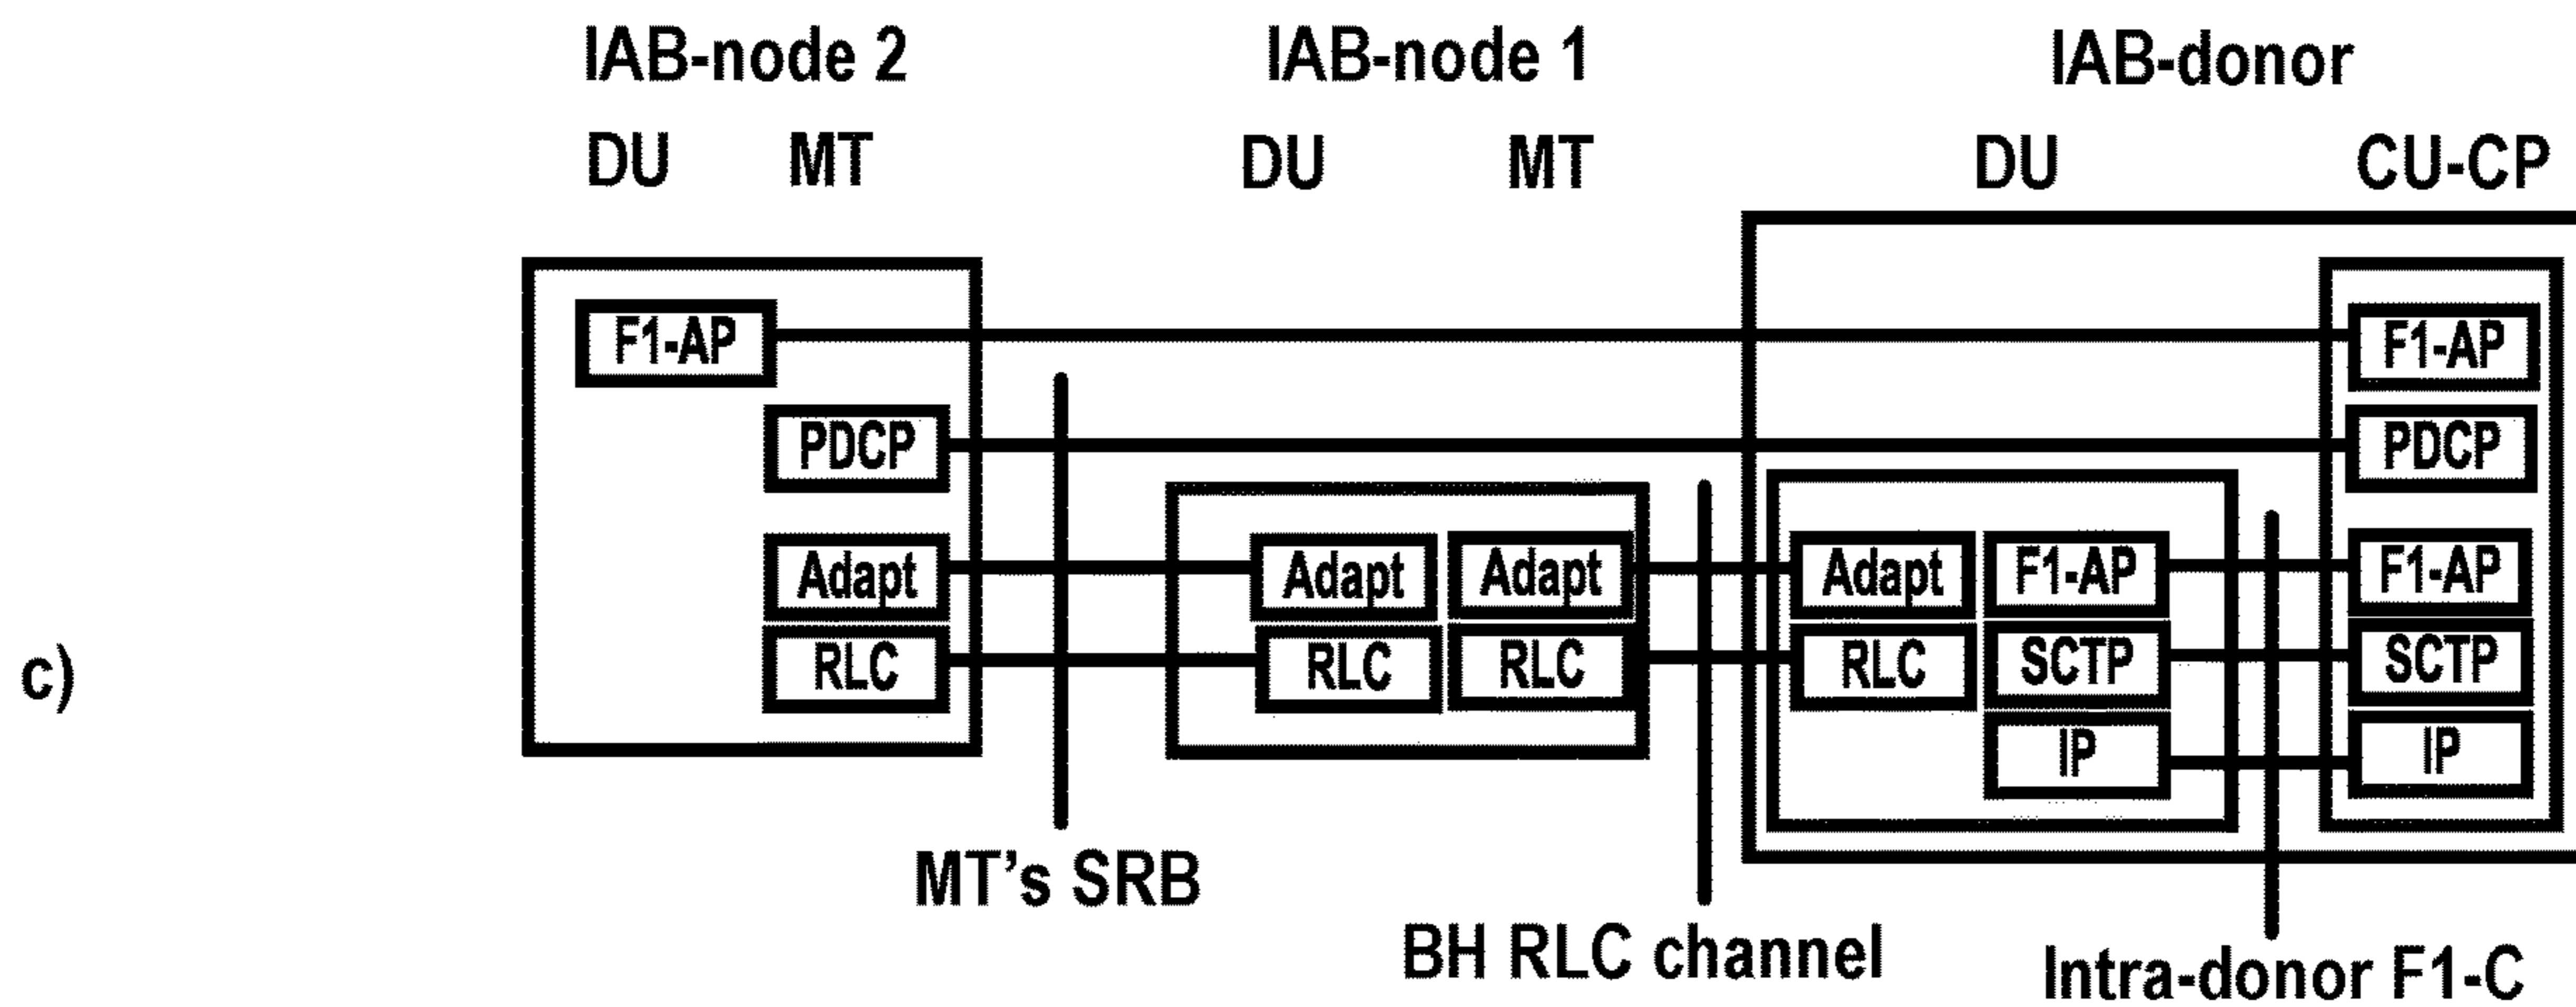 IAB-node 2 IAB-node 1 IAB-donor
DU MT DU MT DU CU-CP
F1-AP F1-AP
PDCP PDCP
Adapt Adapt Adapt Adapt F1-AP F1-AP
c) RLC RLC RLC RLC SCTP SCTP
IP IP
MT's SRB
BH RLC channel
Intra-donor F1-C